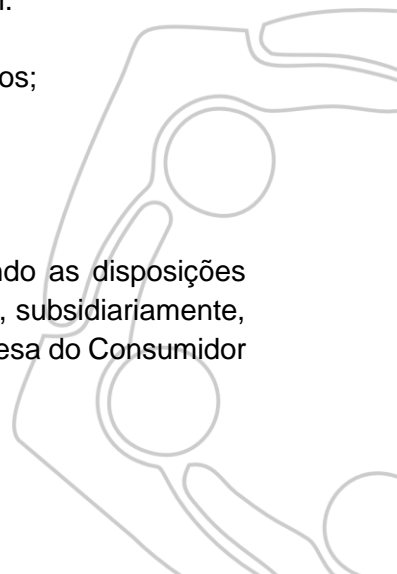 os;
ndo as disposições
, subsidiariamente,
esa do Consumidor